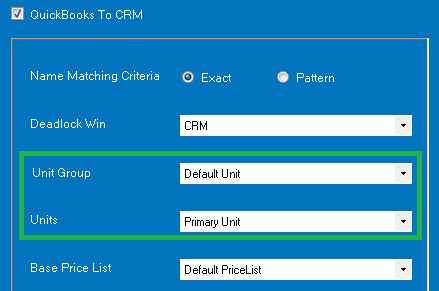 QuickBooks To CRM
Name Matching Criteria Exact Pattern
Deadlock Win CRM
Unit Group Default Unit
Units Primary Unit
Base Price List Default PriceList